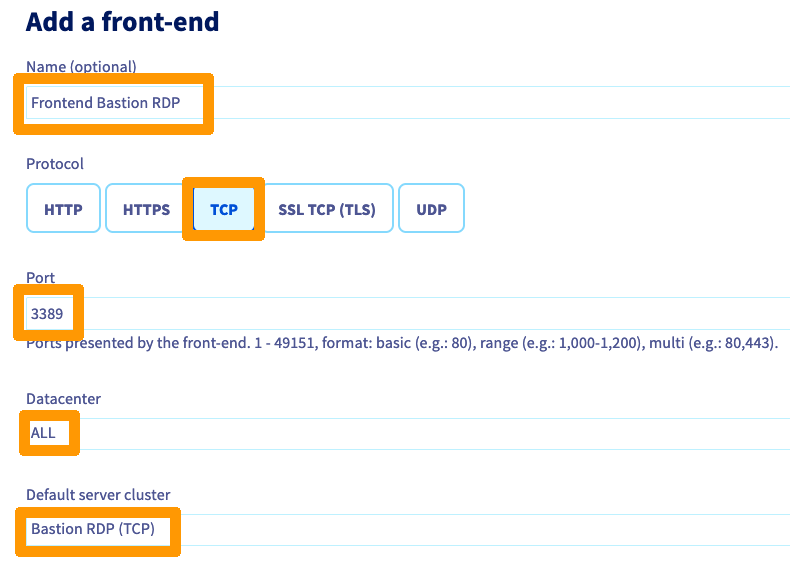 Add a front-end
Name (optional)
Frontend Bastion RDP
Protocol
HTTP HTTPS TCP SSL TCP (TLS) UDP
Port
3389
Ports presented by the front-end. 1 - 49151, format: basic (e.g.: 80), range (e.g.: 1,000-1,200), multi (e.g.: 80,443).
Datacenter
ALL
Default server cluster
Bastion RDP (TCP)